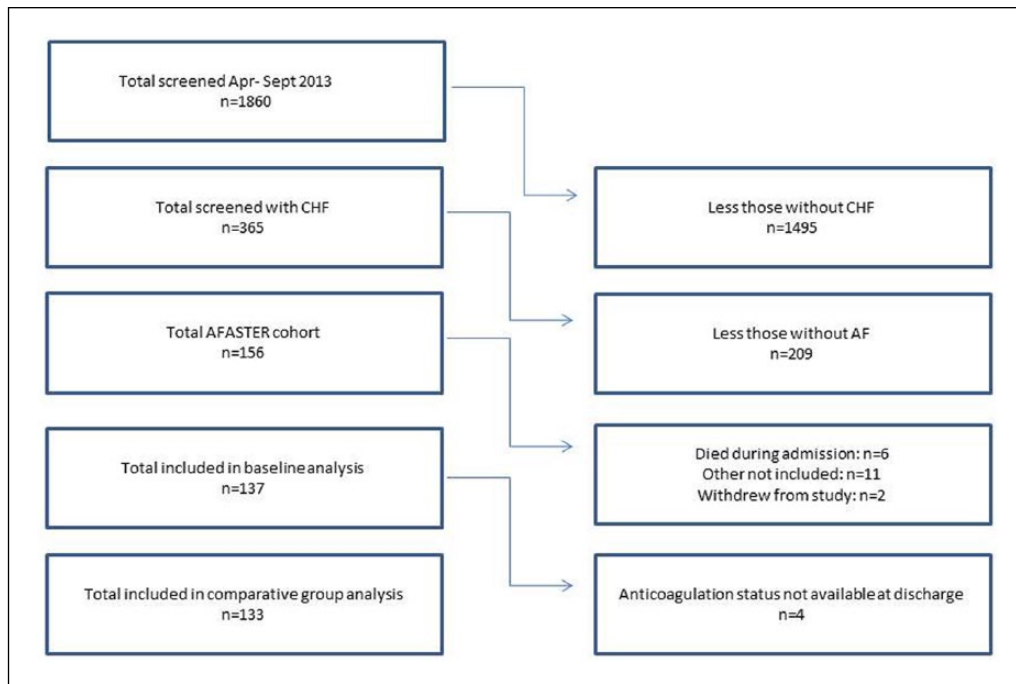 Total screened Apr- Sept 2013
n=1860
Less those without CHF
n=1495
Total screened with CHF
n=365
Less those without AF
n=209
Total AFASTER cohort
n=156
Died during admission: n=6
Other not included: n=11
Withdrew from study: n=2
Total included in baseline analysis
n=137
Anticoagulation status not available at discharge
n=4
Total included in comparative group analysis
n=133